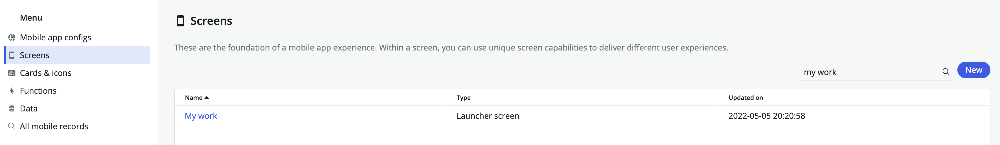 Menu
Mobile app configs
Screens
Cards & icons
Functions
Data
All mobile records
Screens
These are the foundation of a mobile app experience. Within a screen, you can use unique screen capabilities to deliver different user experiences.
my work
New
Name Type Updated on
My work Launcher screen 2022-05-05 20:20:58